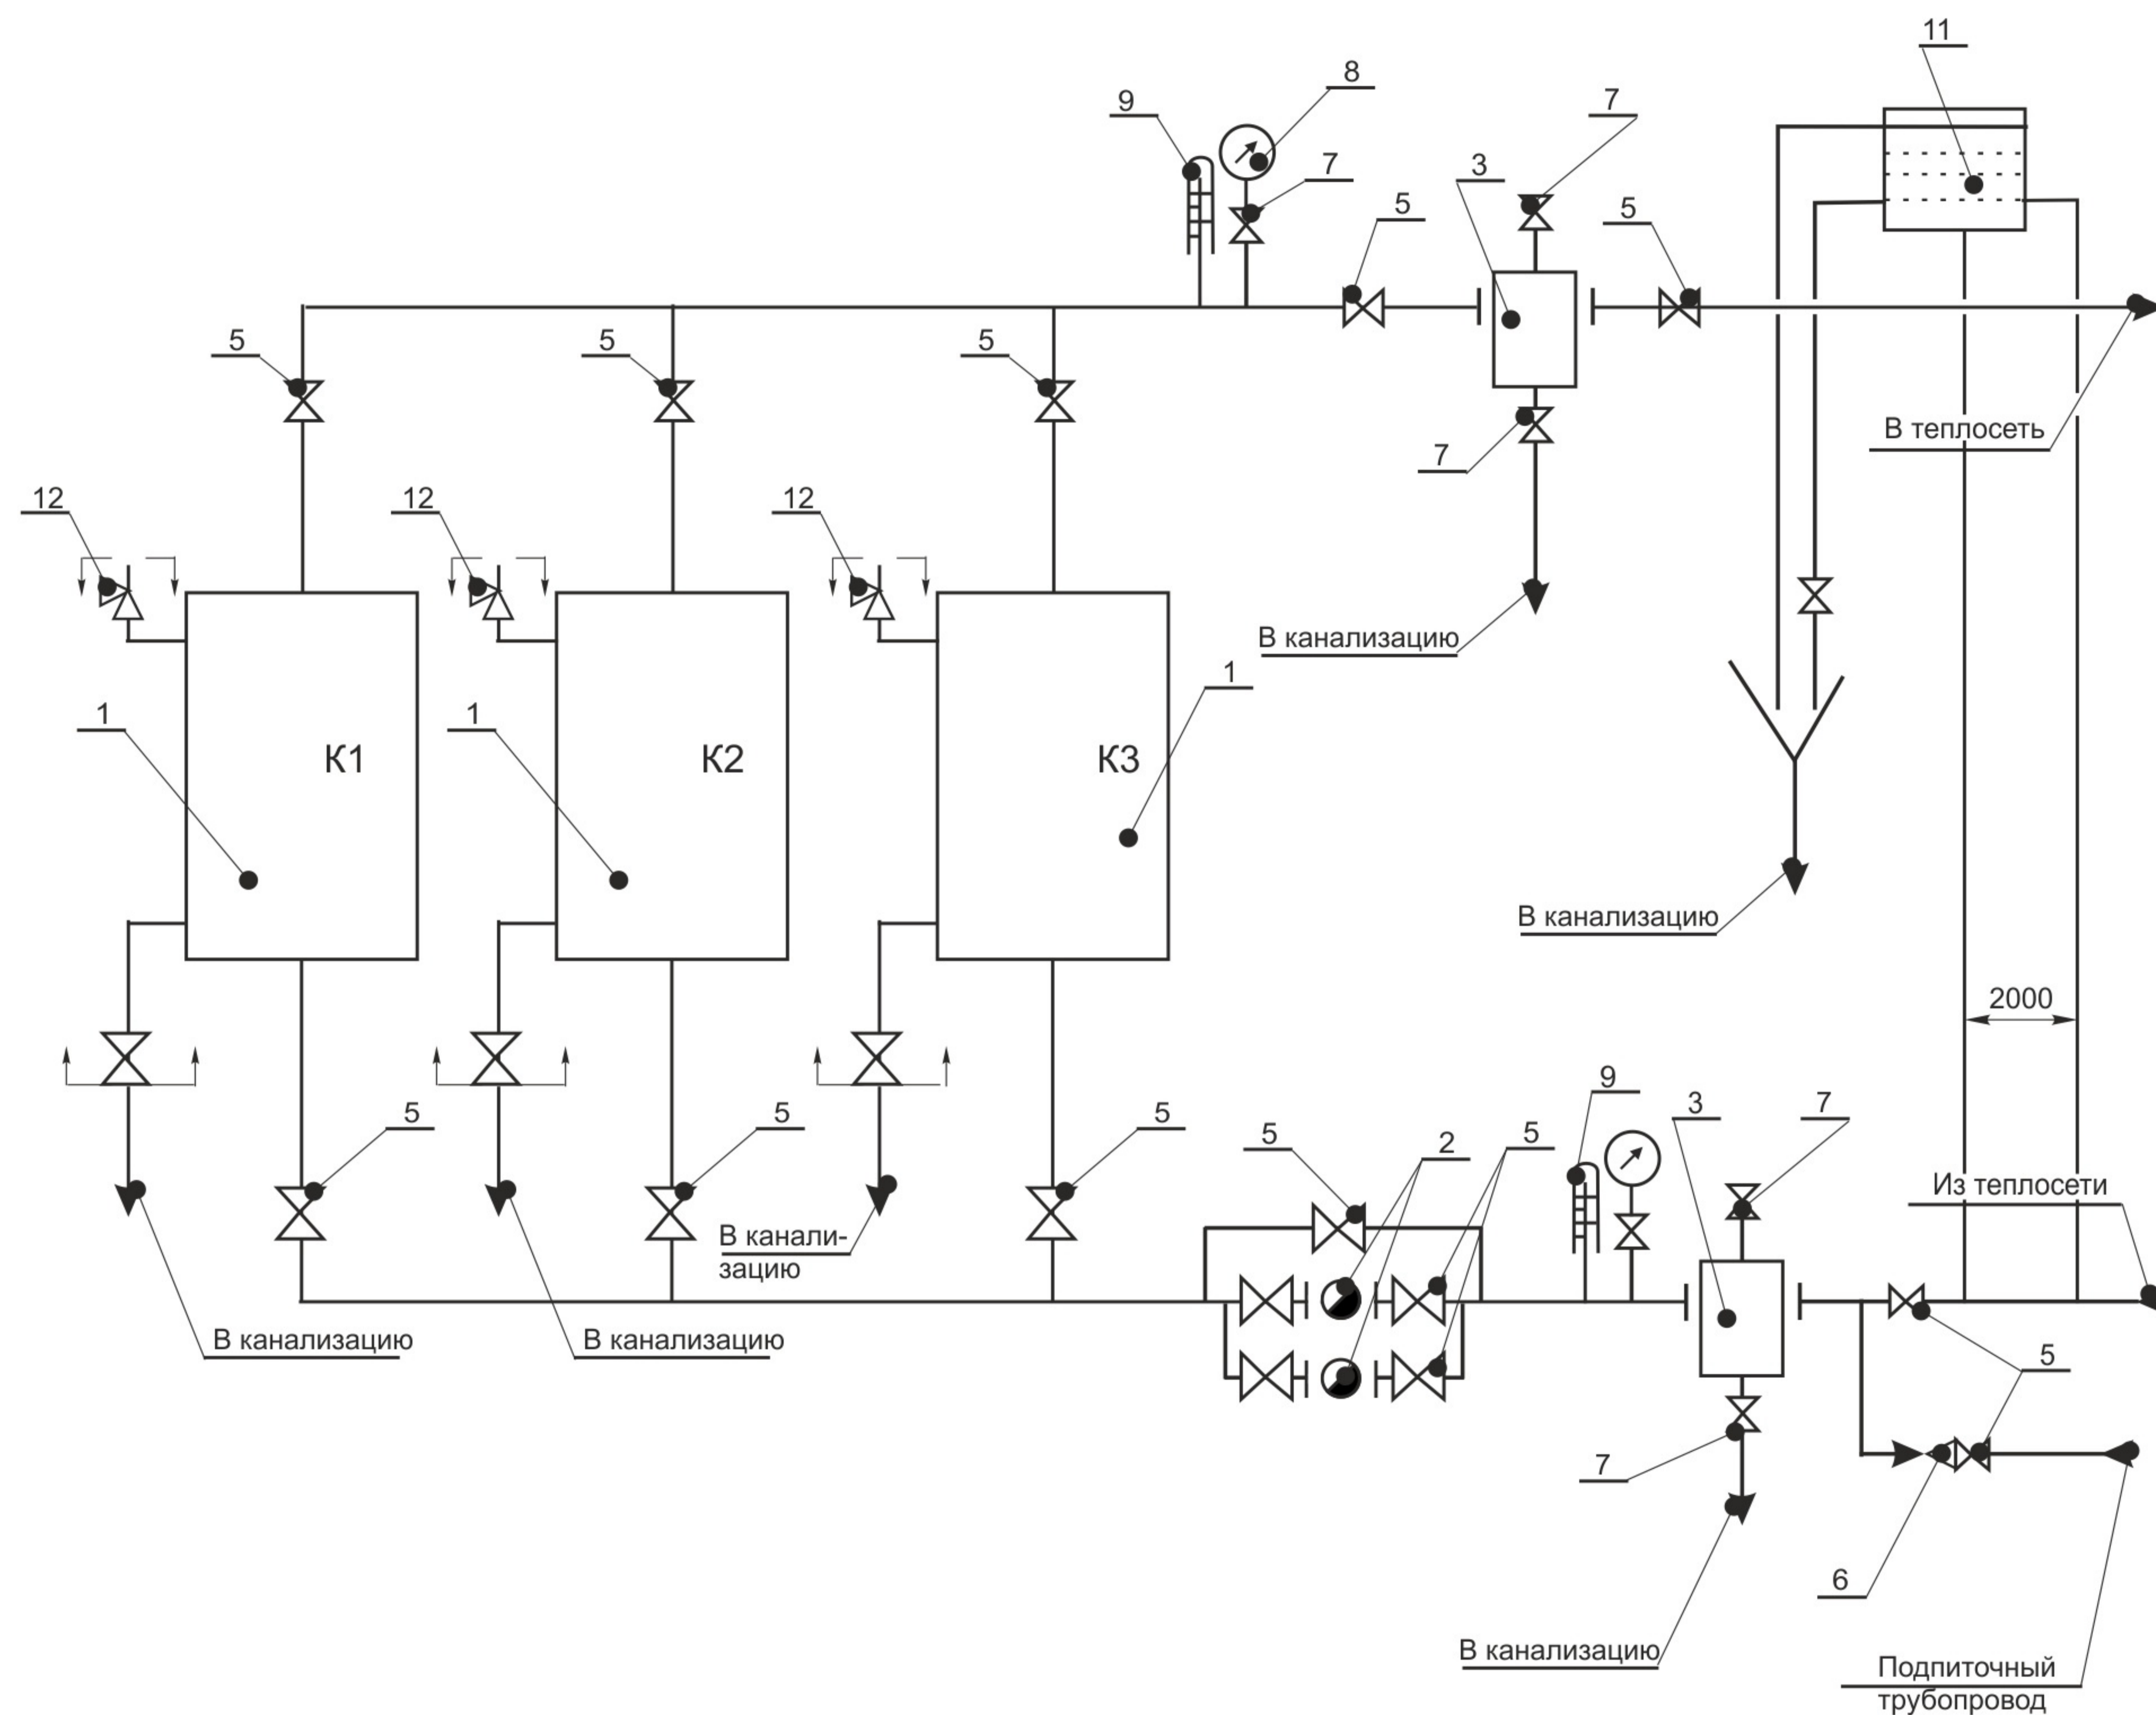 11
8
9
7
7
3
5
5
5
5
5
В теплосеть
7
12
12
12
В канализацию
1
1
1
К1
К2
К3
В канализацию
2000
9
3
7
5
5
5
5
2
5
Из теплосети
В канали-
зацию
В канализацию
В канализацию
5
7
6
В канализацию
Подпиточный
трубопровод